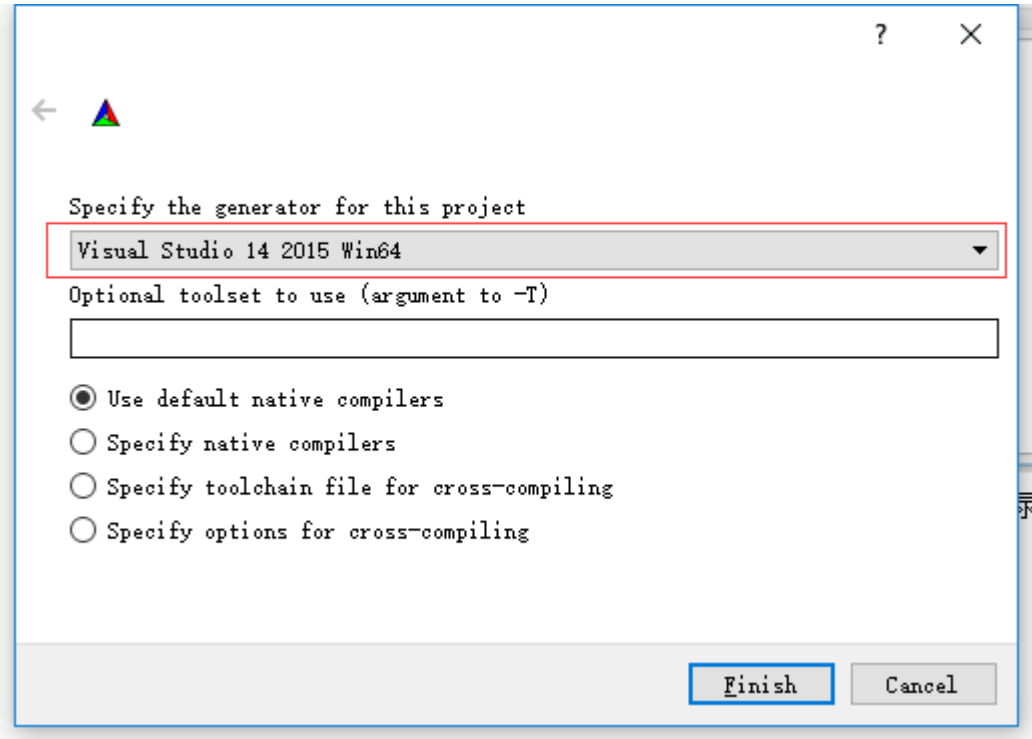 ?
Specify the generator for this project
Visual Studio 14 2015 Win64
Optional toolset to use (argument to -T)
Use default native compilers
Specify native compilers
Specify toolchain file for cross-compiling
Specify options for cross-compiling
Finish
Cancel